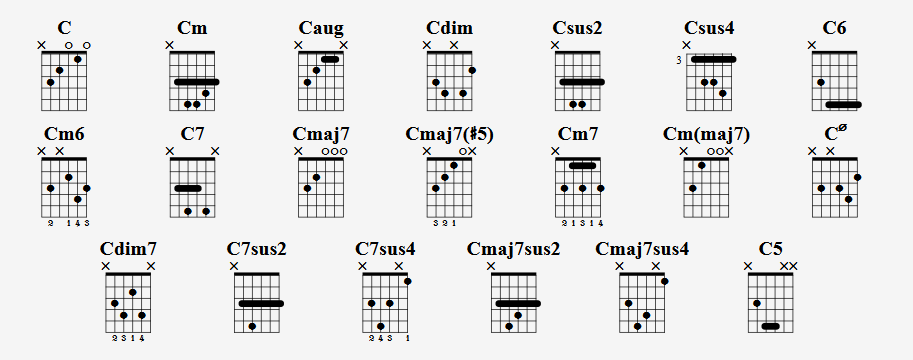 C Cm Caug Cdim Csus2 Csus4 C6
× o o × × × × × × × ×
3
Cm6 C7 Cmaj7 Cmaj7(♯5) Cm7 Cm(maj7) Cø
× × × × × o o o × o × × × o o × × ×
2 1 4 3 3 2 1 2 1 3 1 4
Cdim7 C7sus2 C7sus4 Cmaj7sus2 Cmaj7sus4 C5
× × × × × × × × × × ×
2 3 1 4 2 4 3 1